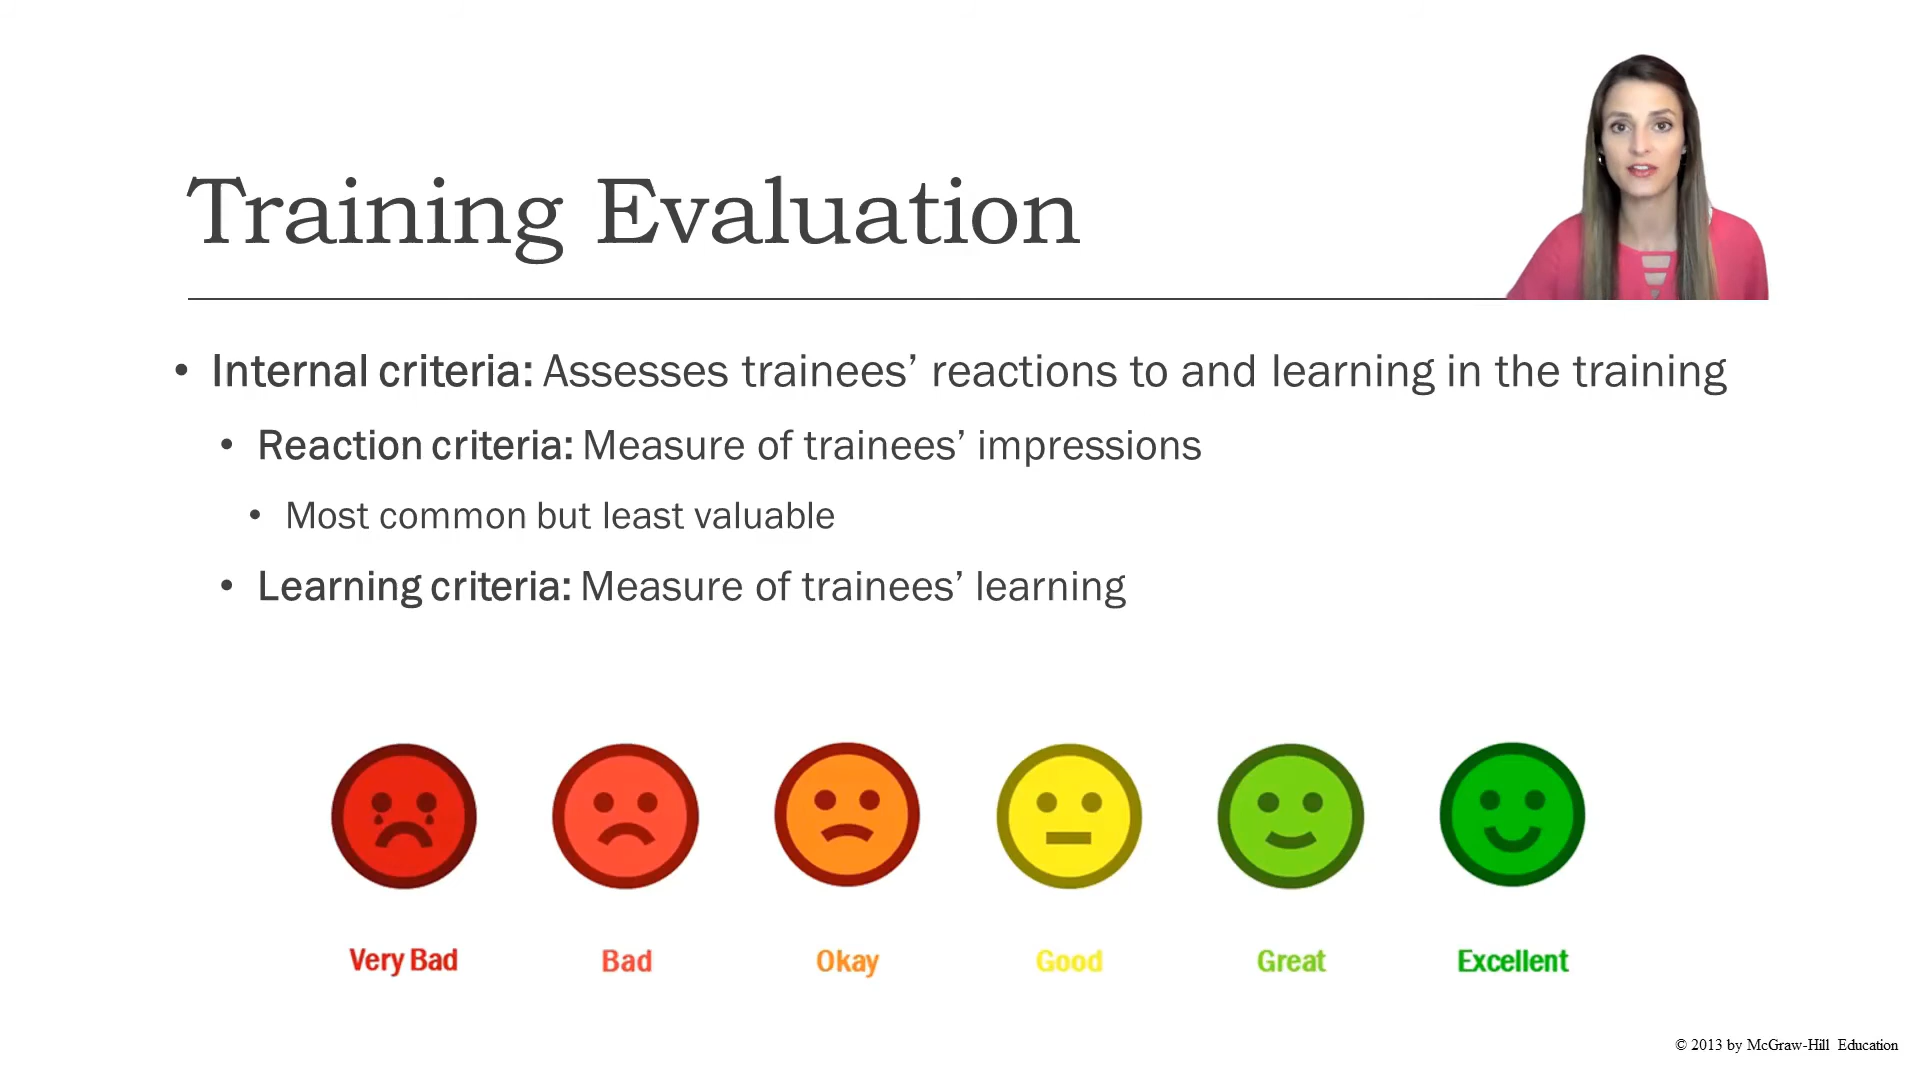 Training Evaluation
• Internal criteria: Assesses trainees’ reactions to and learning in the training
• Reaction criteria: Measure of trainees’ impressions
• Most common but least valuable
• Learning criteria: Measure of trainees’ learning
Very Bad Bad Okay Good Great Excellent
© 2013 by McGraw-Hill Education